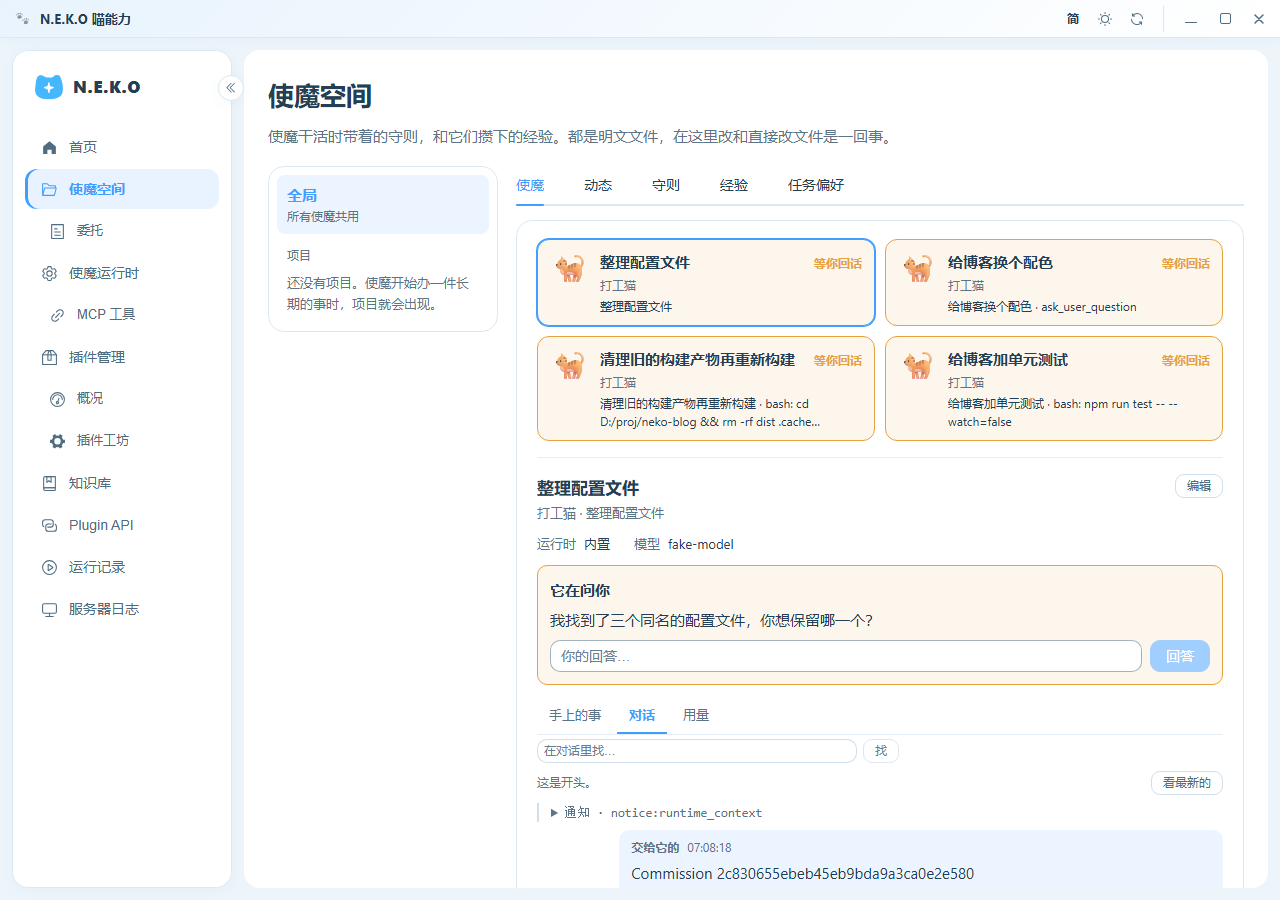 N.E.K.O 喵能力
简
N.E.K.O
首页
使魔空间
委托
使魔运行时
MCP 工具
插件管理
概况
插件工坊
知识库
Plugin API
运行记录
服务器日志
使魔空间
使魔干活时带着的守则，和它们攒下的经验。都是明文文件，在这里改和直接改文件是一回事。
全局
所有使魔共用
项目
还没有项目。使魔开始办一件长
期的事时，项目就会出现。
使魔 动态 守则 经验 任务偏好
整理配置文件 等你回话
打工猫
整理配置文件
给博客换个配色 等你回话
打工猫
给博客换个配色 · ask_user_question
清理旧的构建产物再重新构建 等你回话
打工猫
清理旧的构建产物再重新构建 · bash: cd
D:/proj/neko-blog && rm -rf dist .cache...
给博客加单元测试 等你回话
打工猫
给博客加单元测试 · bash: npm run test -- --
watch=false
整理配置文件 编辑
打工猫 · 整理配置文件
运行时 内置 模型 fake-model
它在问你
我找到了三个同名的配置文件，你想保留哪一个？
你的回答... 回答
手上的事 对话 用量
在对话里找... 找
这是开头。 看最新的
▶ 通知 · notice:runtime_context
交给它的 07:08:18
Commission 2c830655ebeb45eb9bda9a3ca0e2e580